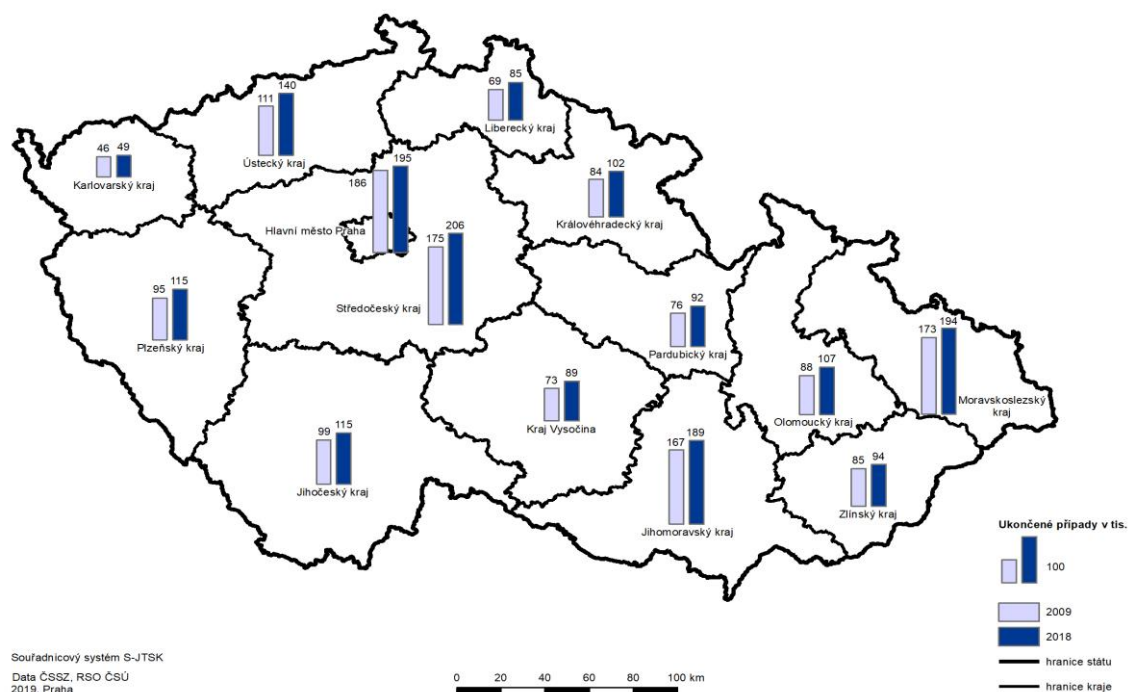 69 85
Liberecký kraj
111 140
Ústecký kraj
46 49
Karlovarský kraj
186 195
Hlavní město Praha
84 102
Královéhradecký kraj
175 206
Středočeský kraj
95 115
Plzeňský kraj
76 92
Pardubický kraj
173 194
Moravskoslezský
kraj
88 107
Olomoucký kraj
73 89
Kraj Vysočina
99 115
Jihočeský kraj
167 189
Jihomoravský kraj
85 94
Zlínský kraj
Ukončené případy v tis.
100
2009
2018
hranice státu
hranice kraje
Souřadnicový systém S-JTSK
Data ČSSZ, RSO ČSÚ
2019, Praha
0 20 40 60 80 100 km